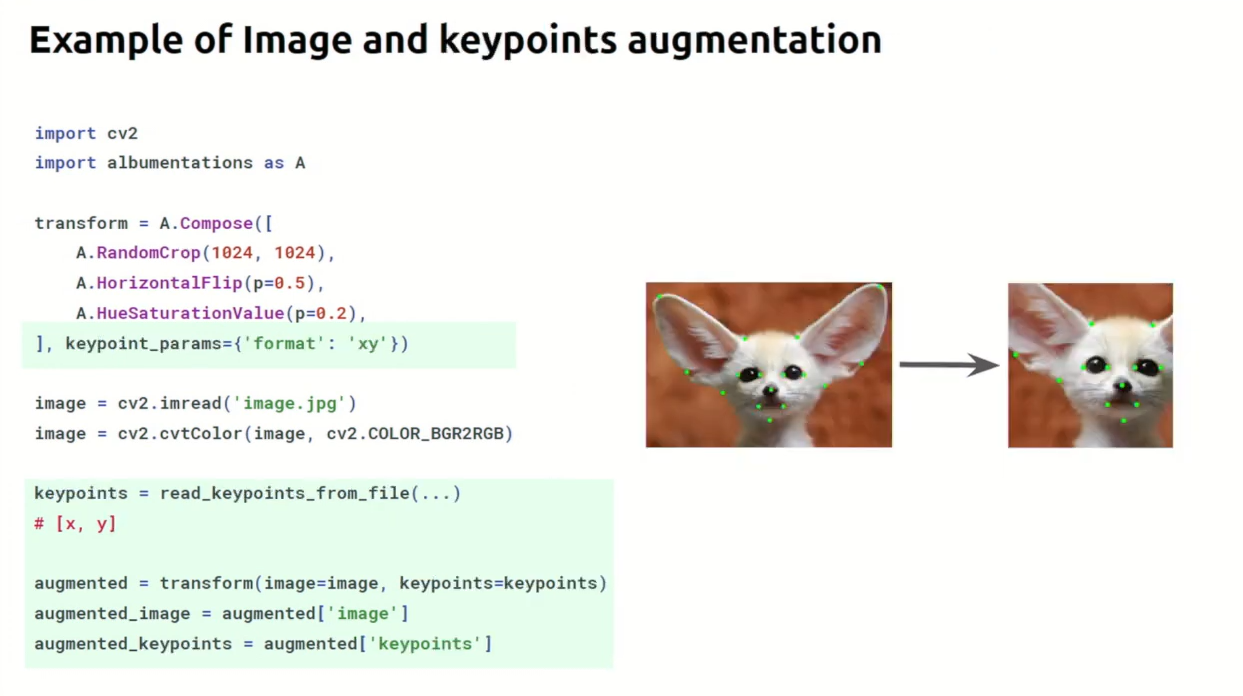 Example of Image and keypoints augmentation
import cv2
import albumentations as A
transform = A.Compose([
    A.RandomCrop(1024, 1024),
    A.HorizontalFlip(p=0.5),
    A.HueSaturationValue(p=0.2),
], keypoint_params={'format': 'xy'})
image = cv2.imread('image.jpg')
image = cv2.cvtColor(image, cv2.COLOR_BGR2RGB)
keypoints = read_keypoints_from_file(...)
# [x, y]
augmented = transform(image=image, keypoints=keypoints)
augmented_image = augmented['image']
augmented_keypoints = augmented['keypoints']